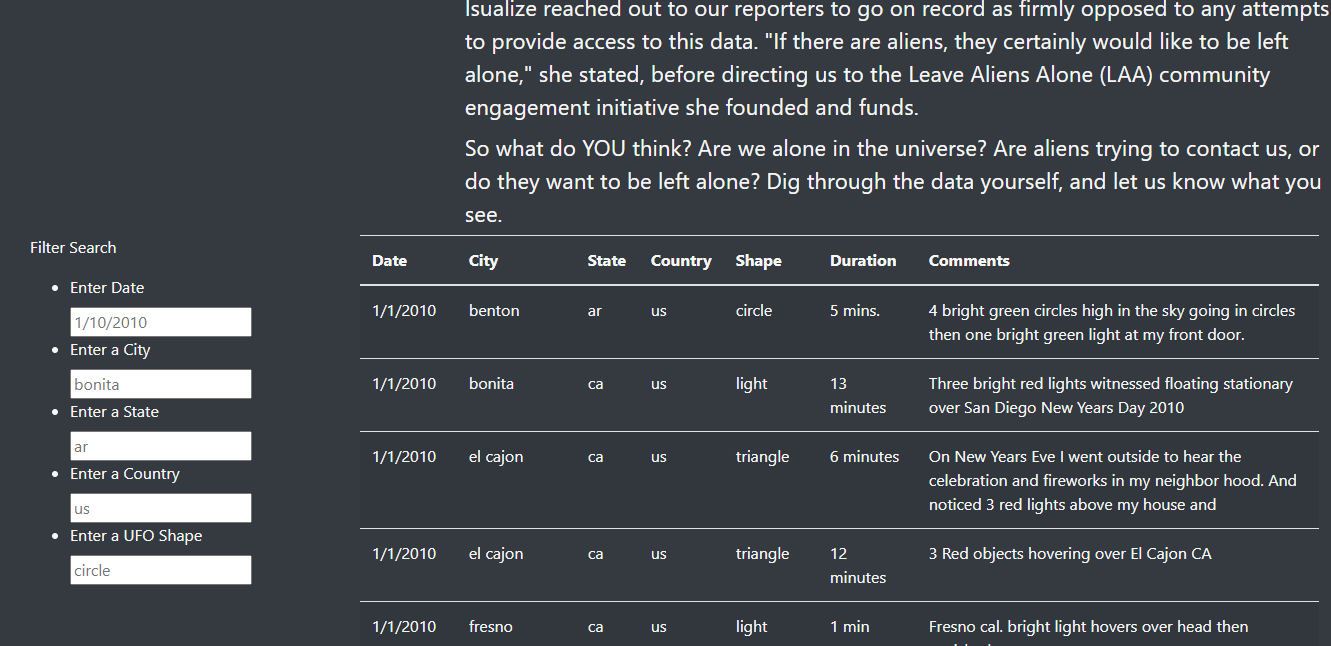 Isualize reached out to our reporters to go on record as firmly opposed to any attempts
to provide access to this data. "If there are aliens, they certainly would like to be left
alone," she stated, before directing us to the Leave Aliens Alone (LAA) community
engagement initiative she founded and funds.
So what do YOU think? Are we alone in the universe? Are aliens trying to contact us, or
do they want to be left alone? Dig through the data yourself, and let us know what you
see.
Filter Search
Enter Date
1/10/2010
Enter a City
bonita
Enter a State
ar
Enter a Country
us
Enter a UFO Shape
circle
Date City State Country Shape Duration Comments
1/1/2010 benton ar us circle 5 mins. 4 bright green circles high in the sky going in circles
then one bright green light at my front door.
1/1/2010 bonita ca us light 13 Three bright red lights witnessed floating stationary
minutes over San Diego New Years Day 2010
1/1/2010 el cajon ca us triangle 6 minutes On New Years Eve I went outside to hear the
celebration and fireworks in my neighbor hood. And
noticed 3 red lights above my house and
1/1/2010 el cajon ca us triangle 12 3 Red objects hovering over El Cajon CA
minutes
1/1/2010 fresno ca us light 1 min Fresno cal. bright light hovers over head then